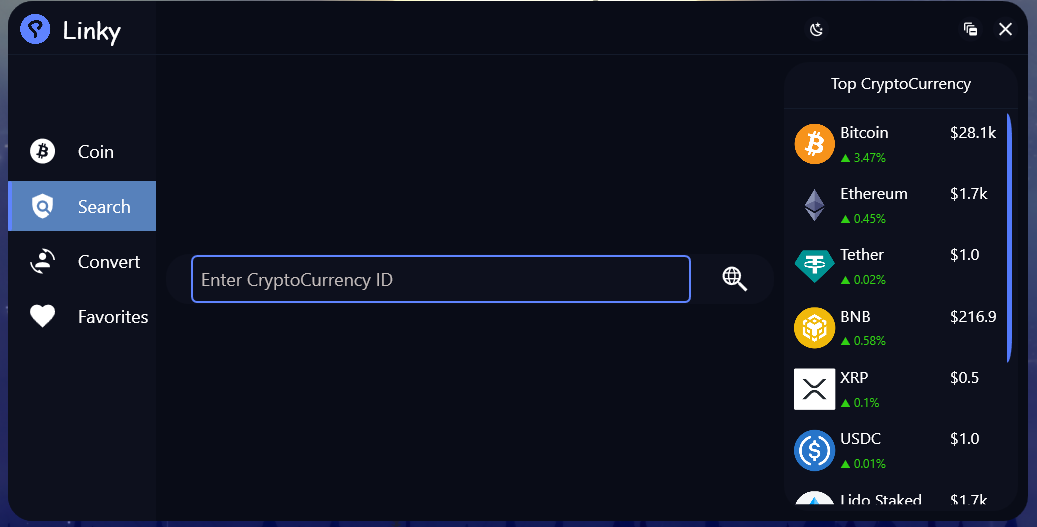 Linky
Coin
Search
Convert
Favorites
Enter CryptoCurrency ID
Top CryptoCurrency
Bitcoin $28.1k
▲ 3.47%
Ethereum $1.7k
▲ 0.45%
Tether $1.0
▲ 0.02%
BNB $216.9
▲ 0.58%
XRP $0.5
▲ 0.1%
USDC $1.0
▲ 0.01%
Lido Staked $1.7k